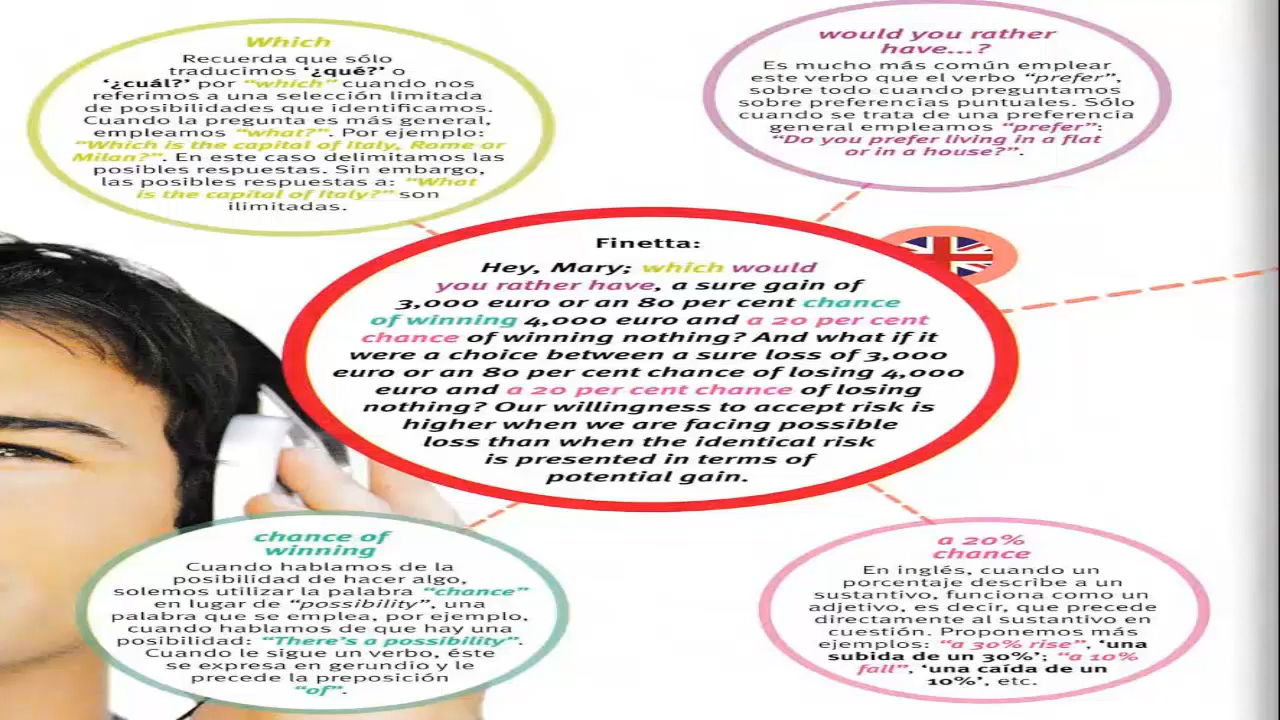 Which
Recuerda que sólo
traducimos ‘¿qué?’ o
‘¿cuál?’ por “which” cuando nos
referimos a una selección limitada
de posibilidades que identificamos.
Cuando la pregunta es más general,
empleamos “what?”. Por ejemplo:
“Which is the capital of Italy, Rome or
Milan?”. En este caso delimitamos las
posibles respuestas. Sin embargo,
las posibles respuestas a: “What
is the capital of Italy?” son
ilimitadas.
would you rather
have...?
Es mucho más común emplear
este verbo que el verbo “prefer”,
sobre todo cuando preguntamos
sobre preferencias puntuales. Sólo
cuando se trata de una preferencia
general empleamos “prefer”:
“Do you prefer living in a flat
or in a house?”.
Finetta:
Hey, Mary; which would
you rather have, a sure gain of
3,000 euro or an 80 per cent chance
of winning 4,000 euro and a 20 per cent
chance of winning nothing? And what if it
were a choice between a sure loss of 3,000
euro or an 80 per cent chance of losing 4,000
euro and a 20 per cent chance of losing
nothing? Our willingness to accept risk is
higher when we are facing possible
loss than when the identical risk
is presented in terms of
potential gain.
chance of
winning
Cuando hablamos de la
posibilidad de hacer algo,
solemos utilizar la palabra “chance”
en lugar de “possibility”, una
palabra que se emplea, por ejemplo,
cuando hablamos de que hay una
posibilidad: “There’s a possibility”.
Cuando le sigue un verbo, éste
se expresa en gerundio y le
precede la preposición
“of”.
a 20%
chance
En inglés, cuando un
porcentaje describe a un
sustantivo, funciona como un
adjetivo, es decir, que precede
directamente al sustantivo en
cuestión. Proponemos más
ejemplos: “a 30% rise”, ‘una
subida de un 30%’; “a 10%
fall”, ‘una caída de un
10%’, etc.